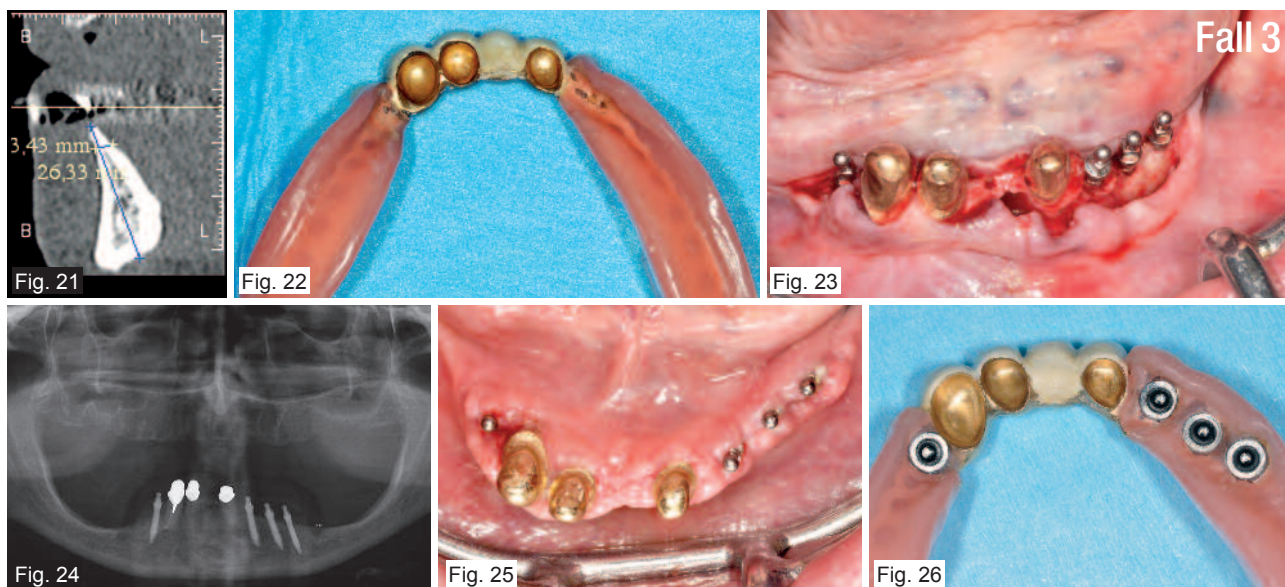 Fall 3
B
L
3,43 mm
26,33 mm
B
L
Fig. 21
Fig. 22
Fig. 23
Fig. 24
Fig. 25
Fig. 26